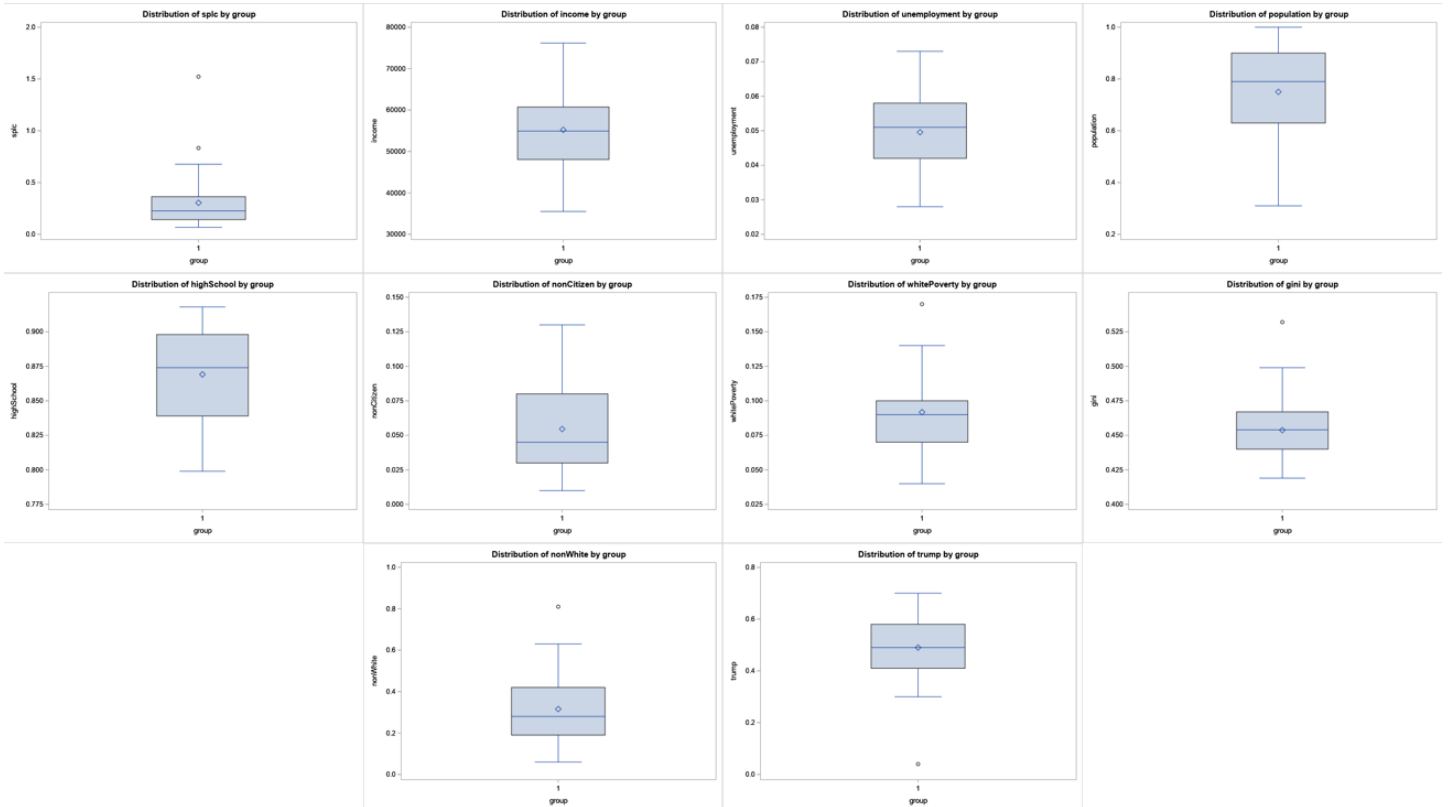 Distribution of splc by group
2.0
1.5
1.0
0.5
0.0
splc
1
group
Distribution of income by group
80000
70000
60000
50000
40000
30000
income
1
group
Distribution of unemployment by group
0.08
0.07
0.06
0.05
0.04
0.03
0.02
unemployment
1
group
Distribution of population by group
1.0
0.8
0.6
0.4
0.2
population
1
group
Distribution of highSchool by group
0.900
0.875
0.850
0.825
0.800
0.775
highSchool
1
group
Distribution of nonCitizen by group
0.150
0.125
0.100
0.075
0.050
0.025
0.000
nonCitizen
1
group
Distribution of whitePoverty by group
0.175
0.150
0.125
0.100
0.075
0.050
0.025
whitePoverty
1
group
Distribution of gini by group
0.525
0.500
0.475
0.450
0.425
0.400
gini
1
group
Distribution of nonWhite by group
1.0
0.8
0.6
0.4
0.2
0.0
nonWhite
1
group
Distribution of trump by group
0.8
0.6
0.4
0.2
0.0
trump
1
group